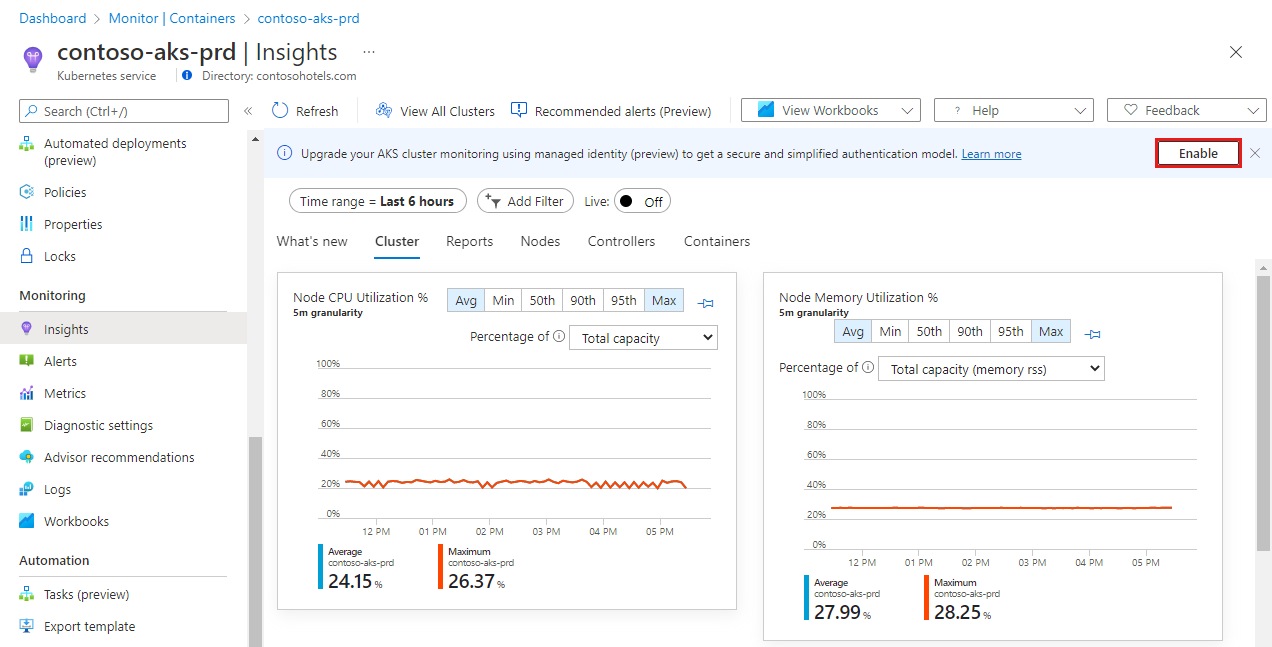 Dashboard > Monitor | Containers > contoso-aks-prd
contoso-aks-prd | Insights ...
Kubernetes service
Directory: contosohotels.com
Search (Ctrl+/)
«
Refresh
View All Clusters
Recommended alerts (Preview)
View Workbooks
? Help
Feedback
Automated deployments
(preview)
Policies
Properties
Locks
Monitoring
Insights
Alerts
Metrics
Diagnostic settings
Advisor recommendations
Logs
Workbooks
Automation
Tasks (preview)
Export template
Upgrade your AKS cluster monitoring using managed identity (preview) to get a secure and simplified authentication model. Learn more
Enable
Time range = Last 6 hours
Add Filter
Live: Off
What's new
Cluster
Reports
Nodes
Controllers
Containers
Node CPU Utilization %
5m granularity
Avg Min 50th 90th 95th Max
Percentage of Total capacity
100%
80%
60%
40%
20%
0%
12 PM 01 PM 02 PM 03 PM 04 PM 05 PM
Average
contoso-aks-prd
24.15 %
Maximum
contoso-aks-prd
26.37 %
Node Memory Utilization %
5m granularity
Avg Min 50th 90th 95th Max
Percentage of Total capacity (memory rss)
100%
80%
60%
40%
20%
0%
12 PM 01 PM 02 PM 03 PM 04 PM 05 PM
Average
contoso-aks-prd
27.99 %
Maximum
contoso-aks-prd
28.25 %